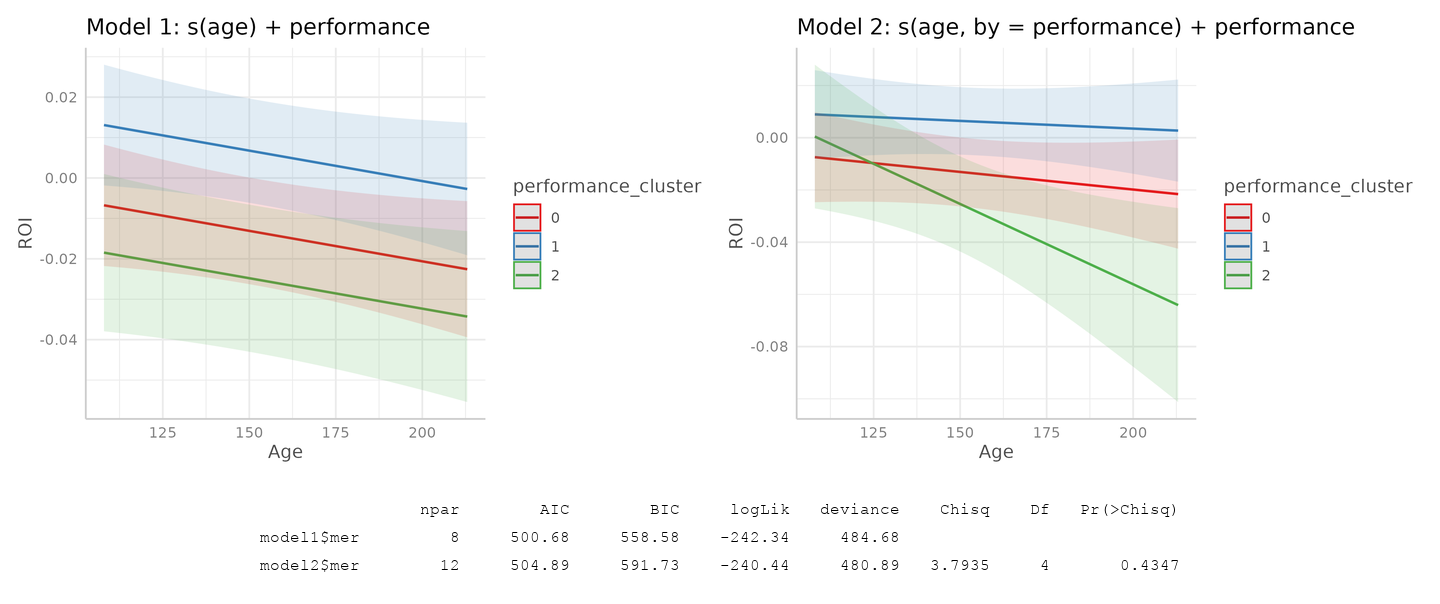 Model 1: s(age) + performance
0.02
0.00
-0.02
-0.04
ROI
125 150 175 200
Age
performance_cluster
0
1
2
Model 2: s(age, by = performance) + performance
0.00
-0.04
-0.08
ROI
125 150 175 200
Age
performance_cluster
0
1
2
npar AIC BIC logLik deviance Chisq Df Pr(>Chisq)
model1$mer 8 500.68 558.58 -242.34 484.68
model2$mer 12 504.89 591.73 -240.44 480.89 3.7935 4 0.4347